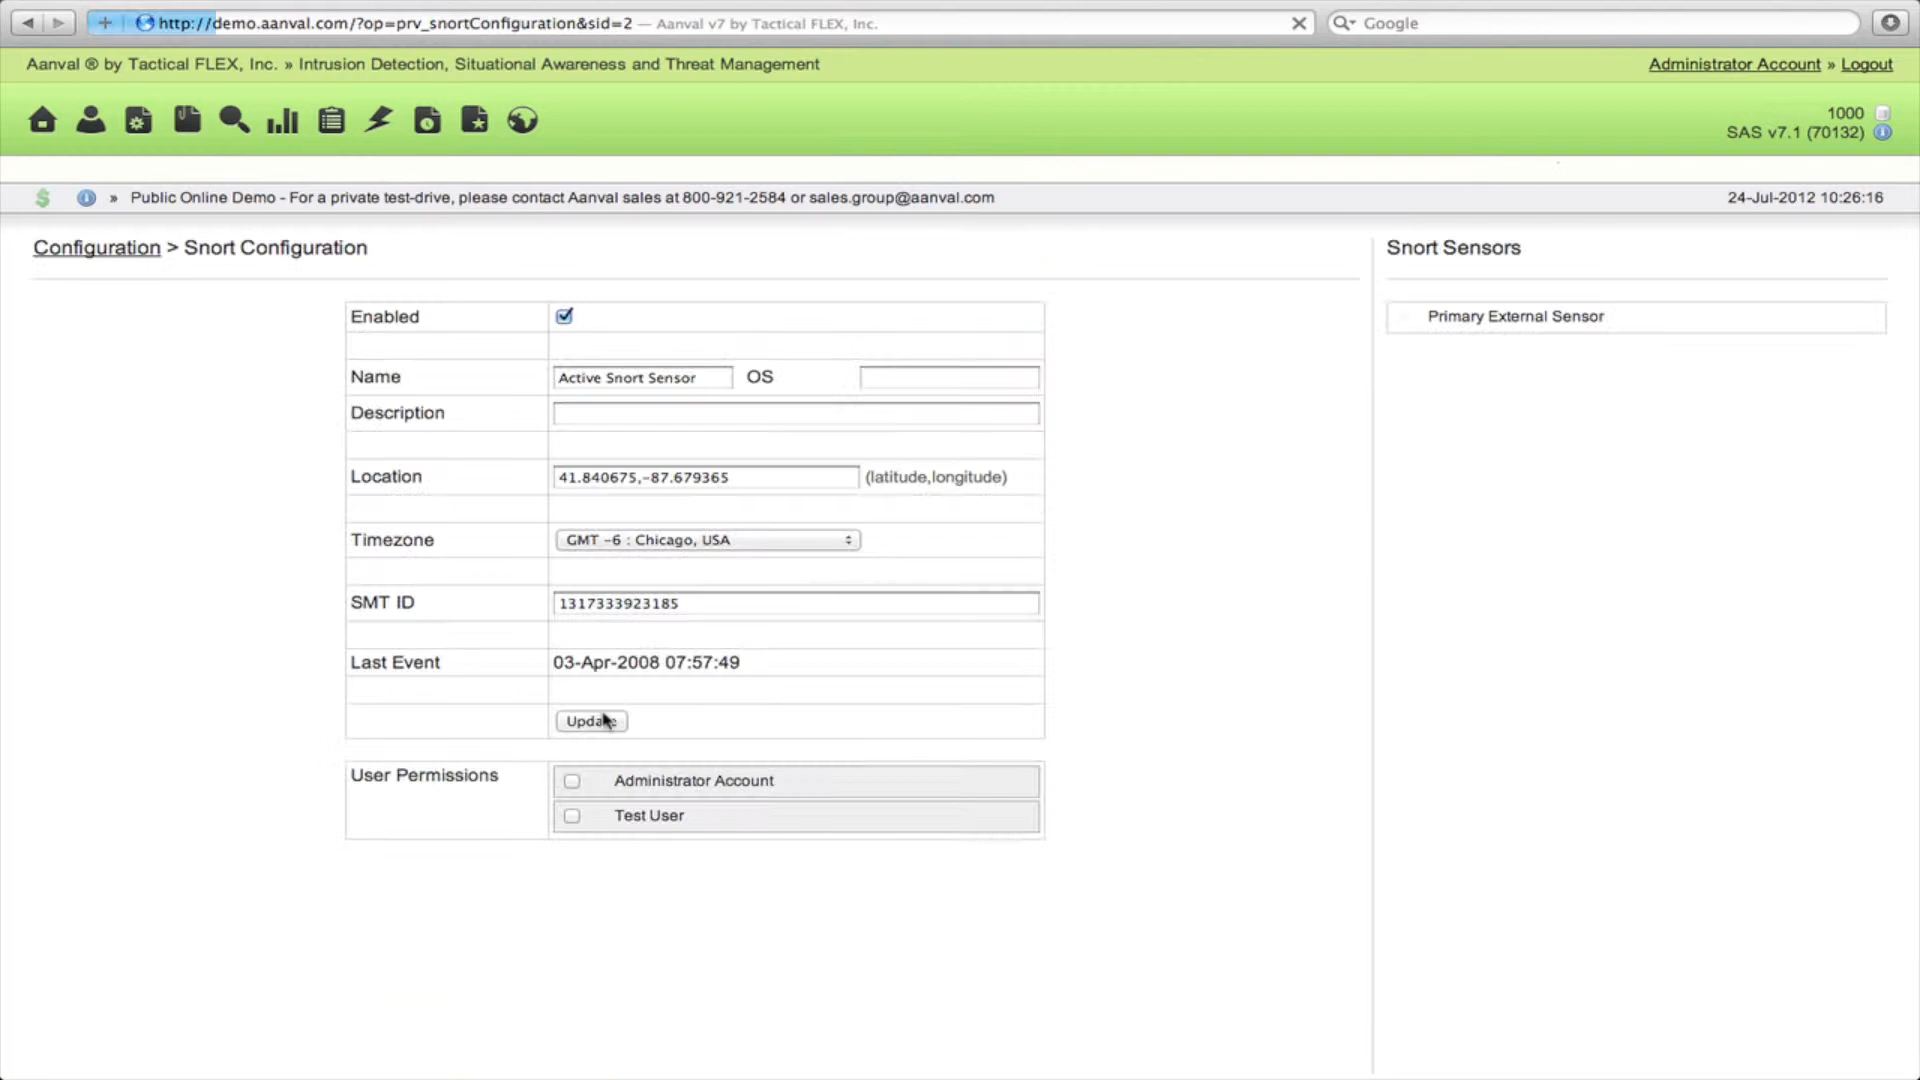 http://demo.aanval.com/?op=prv_snortConfiguration&sid=2 — Aanval v7 by Tactical FLEX, Inc.
Google
Aanval ® by Tactical FLEX, Inc. » Intrusion Detection, Situational Awareness and Threat Management
Administrator Account » Logout
1000
SAS v7.1 (70132)
» Public Online Demo - For a private test-drive, please contact Aanval sales at 800-921-2584 or sales.group@aanval.com
24-Jul-2012 10:26:16
Configuration > Snort Configuration
Snort Sensors
Enabled
Primary External Sensor
Name Active Snort Sensor OS
Description
Location 41.840675,-87.679365 (latitude,longitude)
Timezone GMT -6 : Chicago, USA
SMT ID 1317333923185
Last Event 03-Apr-2008 07:57:49
Update
User Permissions Administrator Account
Test User